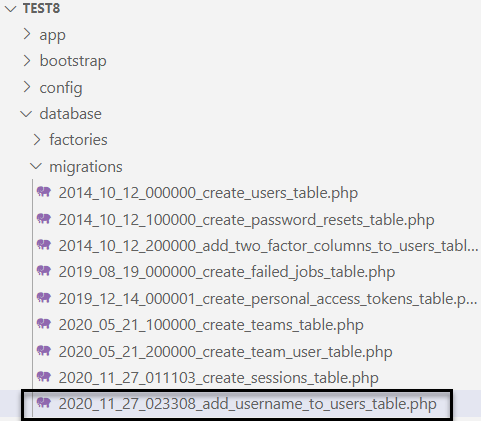 TEST8
app
bootstrap
config
database
factories
migrations
2014_10_12_000000_create_users_table.php
2014_10_12_100000_create_password_resets_table.php
2014_10_12_200000_add_two_factor_columns_to_users_tabl...
2019_08_19_000000_create_failed_jobs_table.php
2019_12_14_000001_create_personal_access_tokens_table.p...
2020_05_21_100000_create_teams_table.php
2020_05_21_200000_create_team_user_table.php
2020_11_27_011103_create_sessions_table.php
2020_11_27_023308_add_username_to_users_table.php